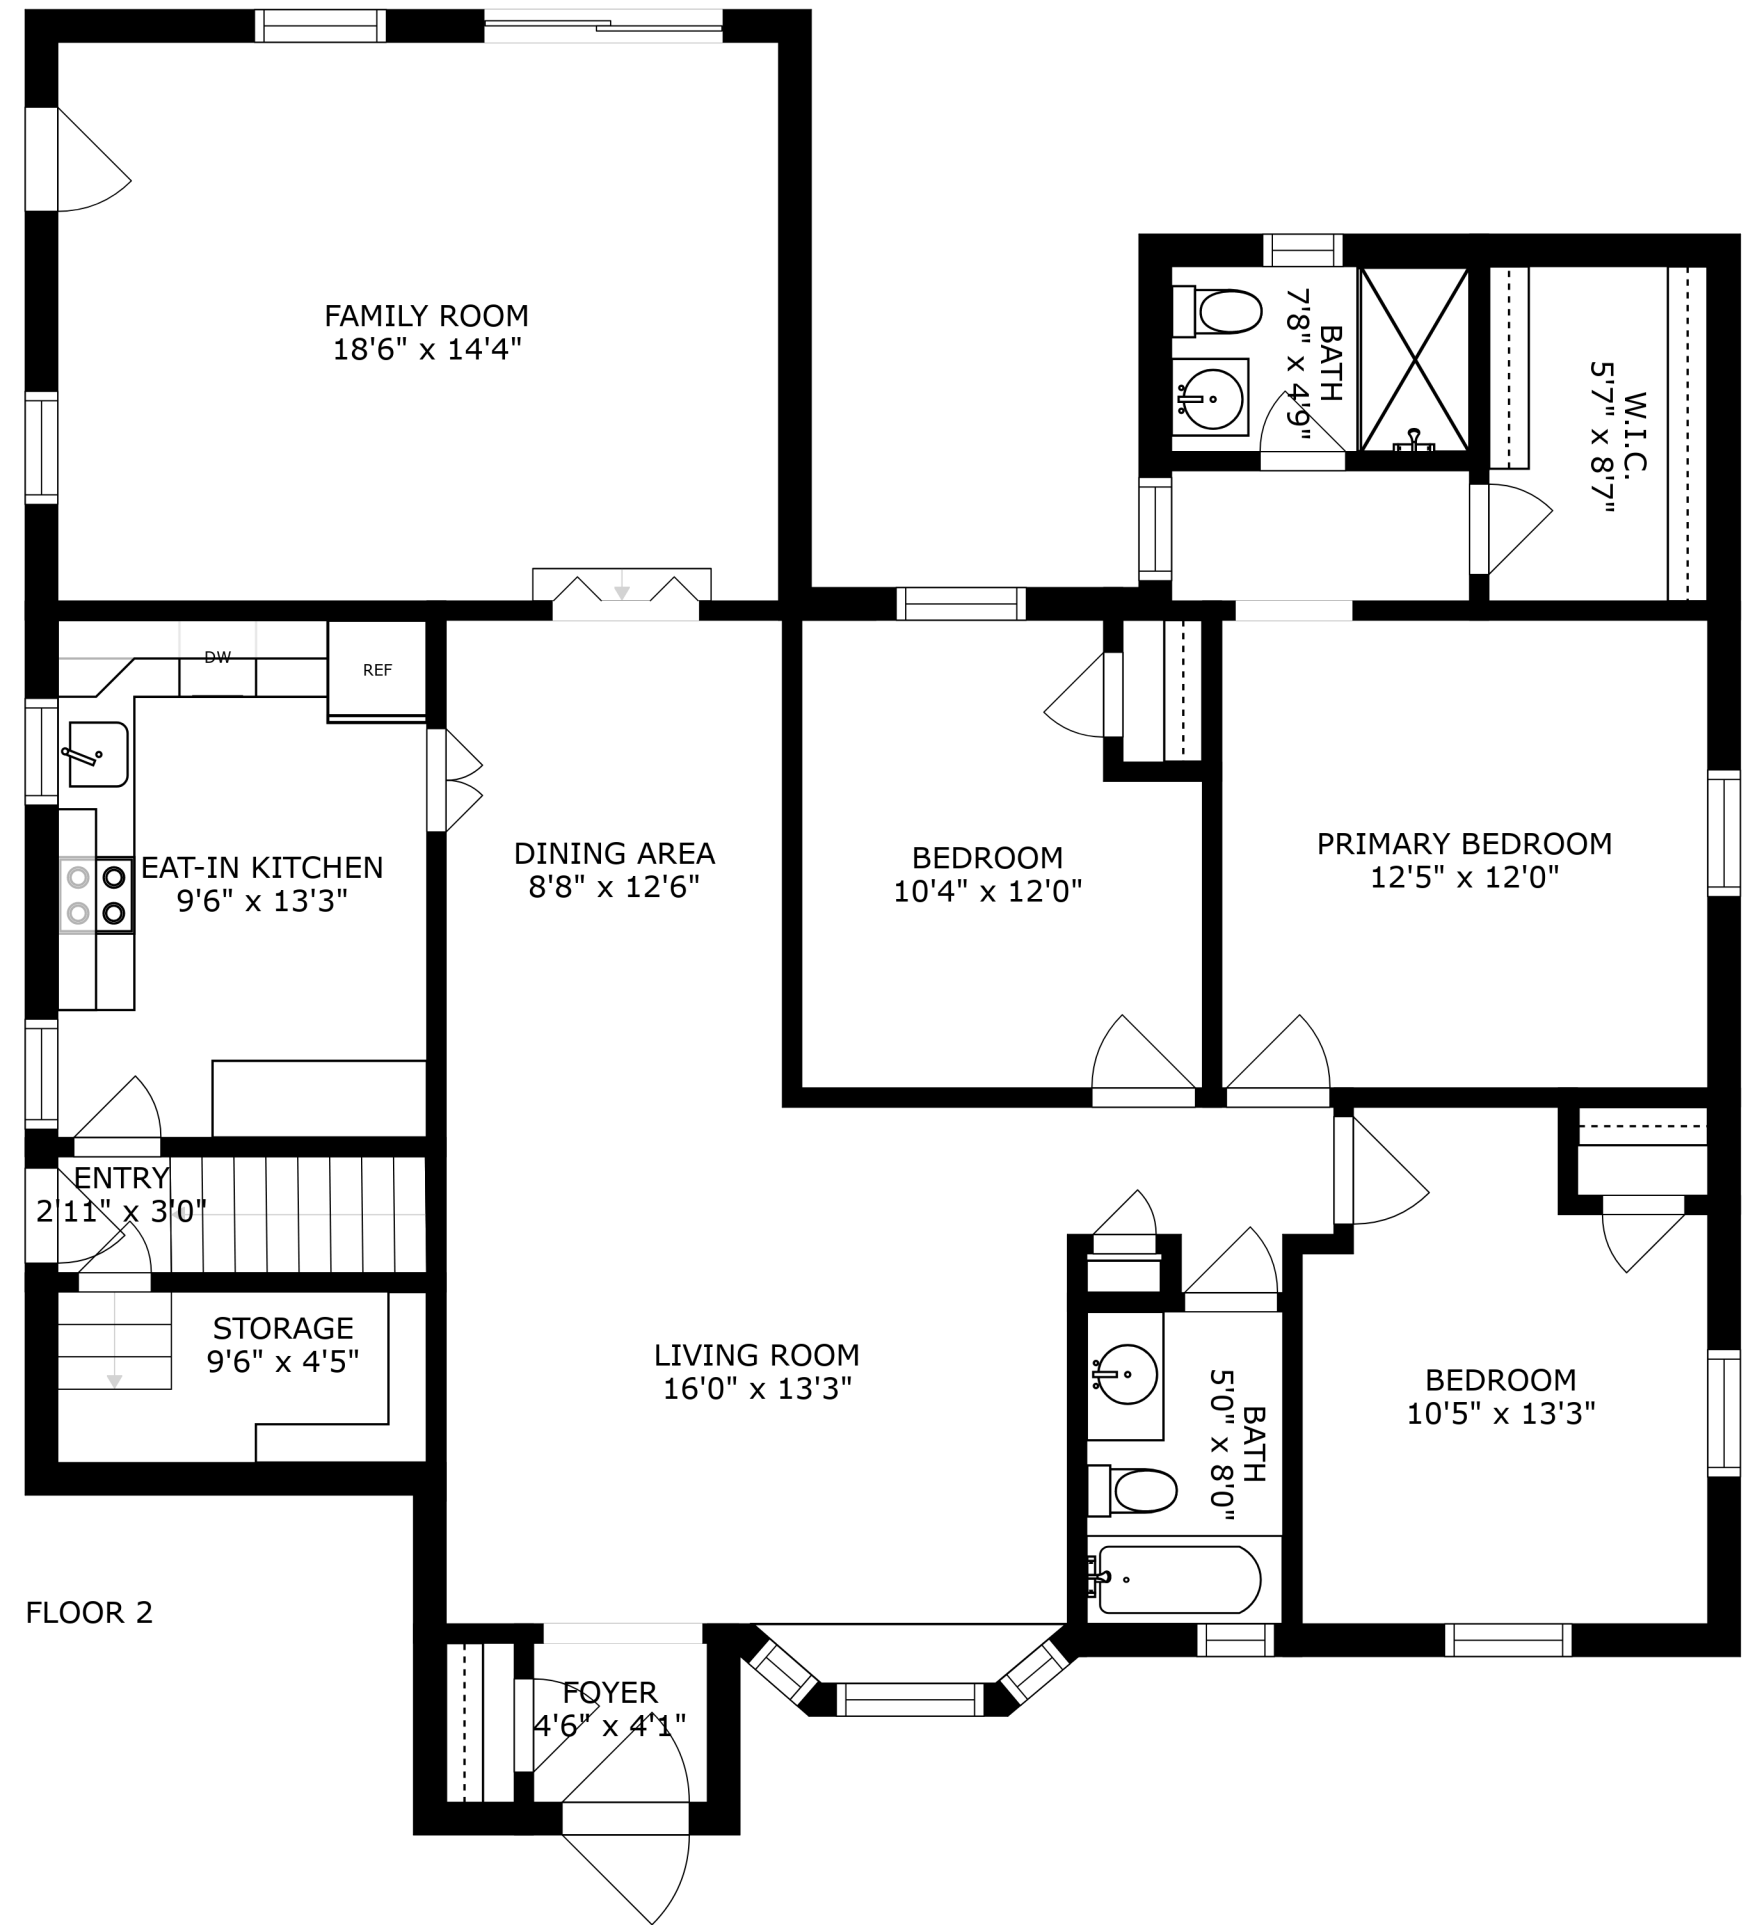 FAMILY ROOM
18'6" x 14'4"
BATH
7'8" x 4'9"
W.I.C.
5'7" x 8'7"
DW
REF
EAT-IN KITCHEN
9'6" x 13'3"
DINING AREA
8'8" x 12'6"
BEDROOM
10'4" x 12'0"
PRIMARY BEDROOM
12'5" x 12'0"
ENTRY
2'11" x 3'0"
STORAGE
9'6" x 4'5"
LIVING ROOM
16'0" x 13'3"
BATH
5'0" x 8'0"
BEDROOM
10'5" x 13'3"
FLOOR 2
FOYER
4'6" x 4'1"